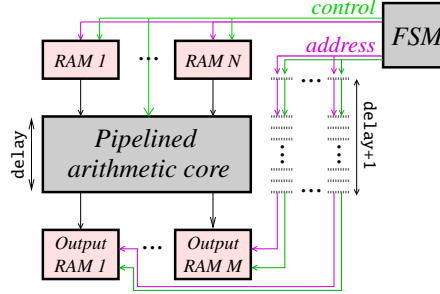 control
FSM
address
RAM 1
...
RAM N
...
delay
Pipelined
arithmetic core
delay+1
...
Output
RAM 1
...
Output
RAM M